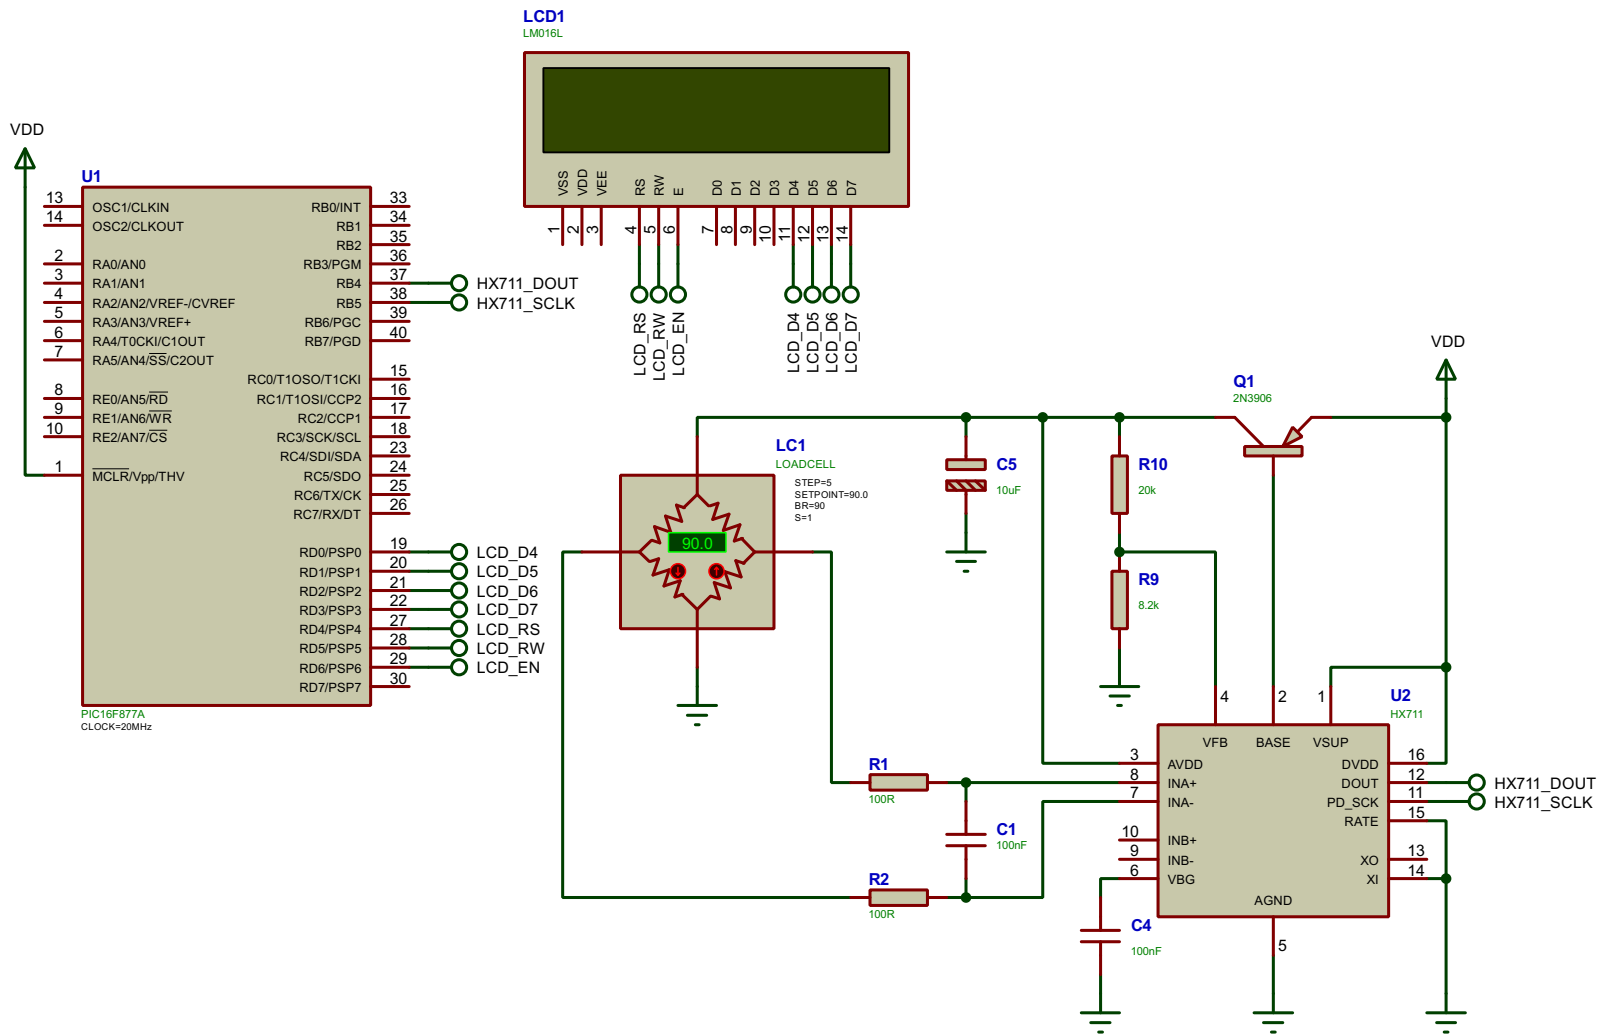 LCD1
LM016L
VSS
VDD
VEE
RS
RW
E
D0
D1
D2
D3
D4
D5
D6
D7
1
2
3
4
5
6
7
8
9
10
11
12
13
14
LCD_RS
LCD_RW
LCD_EN
LCD_D4
LCD_D5
LCD_D6
LCD_D7
VDD
U1
13 OSC1/CLKIN
14 OSC2/CLKOUT
2 RA0/AN0
3 RA1/AN1
4 RA2/AN2/VREF-/CVREF
5 RA3/AN3/VREF+
6 RA4/T0CKI/C1OUT
7 RA5/AN4/SS/C2OUT
8 RE0/AN5/RD
9 RE1/AN6/WR
10 RE2/AN7/CS
1 MCLR/Vpp/THV
RB0/INT 33
RB1 34
RB2 35
RB3/PGM 36
RB4 37 HX711_DOUT
RB5 38 HX711_SCLK
RB6/PGC 39
RB7/PGD 40
RC0/T1OSO/T1CKI 15
RC1/T1OSI/CCP2 16
RC2/CCP1 17
RC3/SCK/SCL 18
RC4/SDI/SDA 23
RC5/SDO 24
RC6/TX/CK 25
RC7/RX/DT 26
RD0/PSP0 19 LCD_D4
RD1/PSP1 20 LCD_D5
RD2/PSP2 21 LCD_D6
RD3/PSP3 22 LCD_D7
RD4/PSP4 27 LCD_RS
RD5/PSP5 28 LCD_RW
RD6/PSP6 29 LCD_EN
RD7/PSP7 30
PIC16F877A
CLOCK=20MHz
LC1
LOADCELL
STEP=5
SETPOINT=90.0
BR=90
S=1
90.0
C5
10uF
R10
20k
R9
8.2k
Q1
2N3906
VDD
R1
100R
C1
100nF
R2
100R
C4
100nF
U2
HX711
4 VFB
2 BASE
1 VSUP
3 AVDD
8 INA+
7 INA-
10 INB+
9 INB-
6 VBG
DVDD 16
DOUT 12 HX711_DOUT
PD_SCK 11 HX711_SCLK
RATE 15
XO 13
XI 14
AGND
5